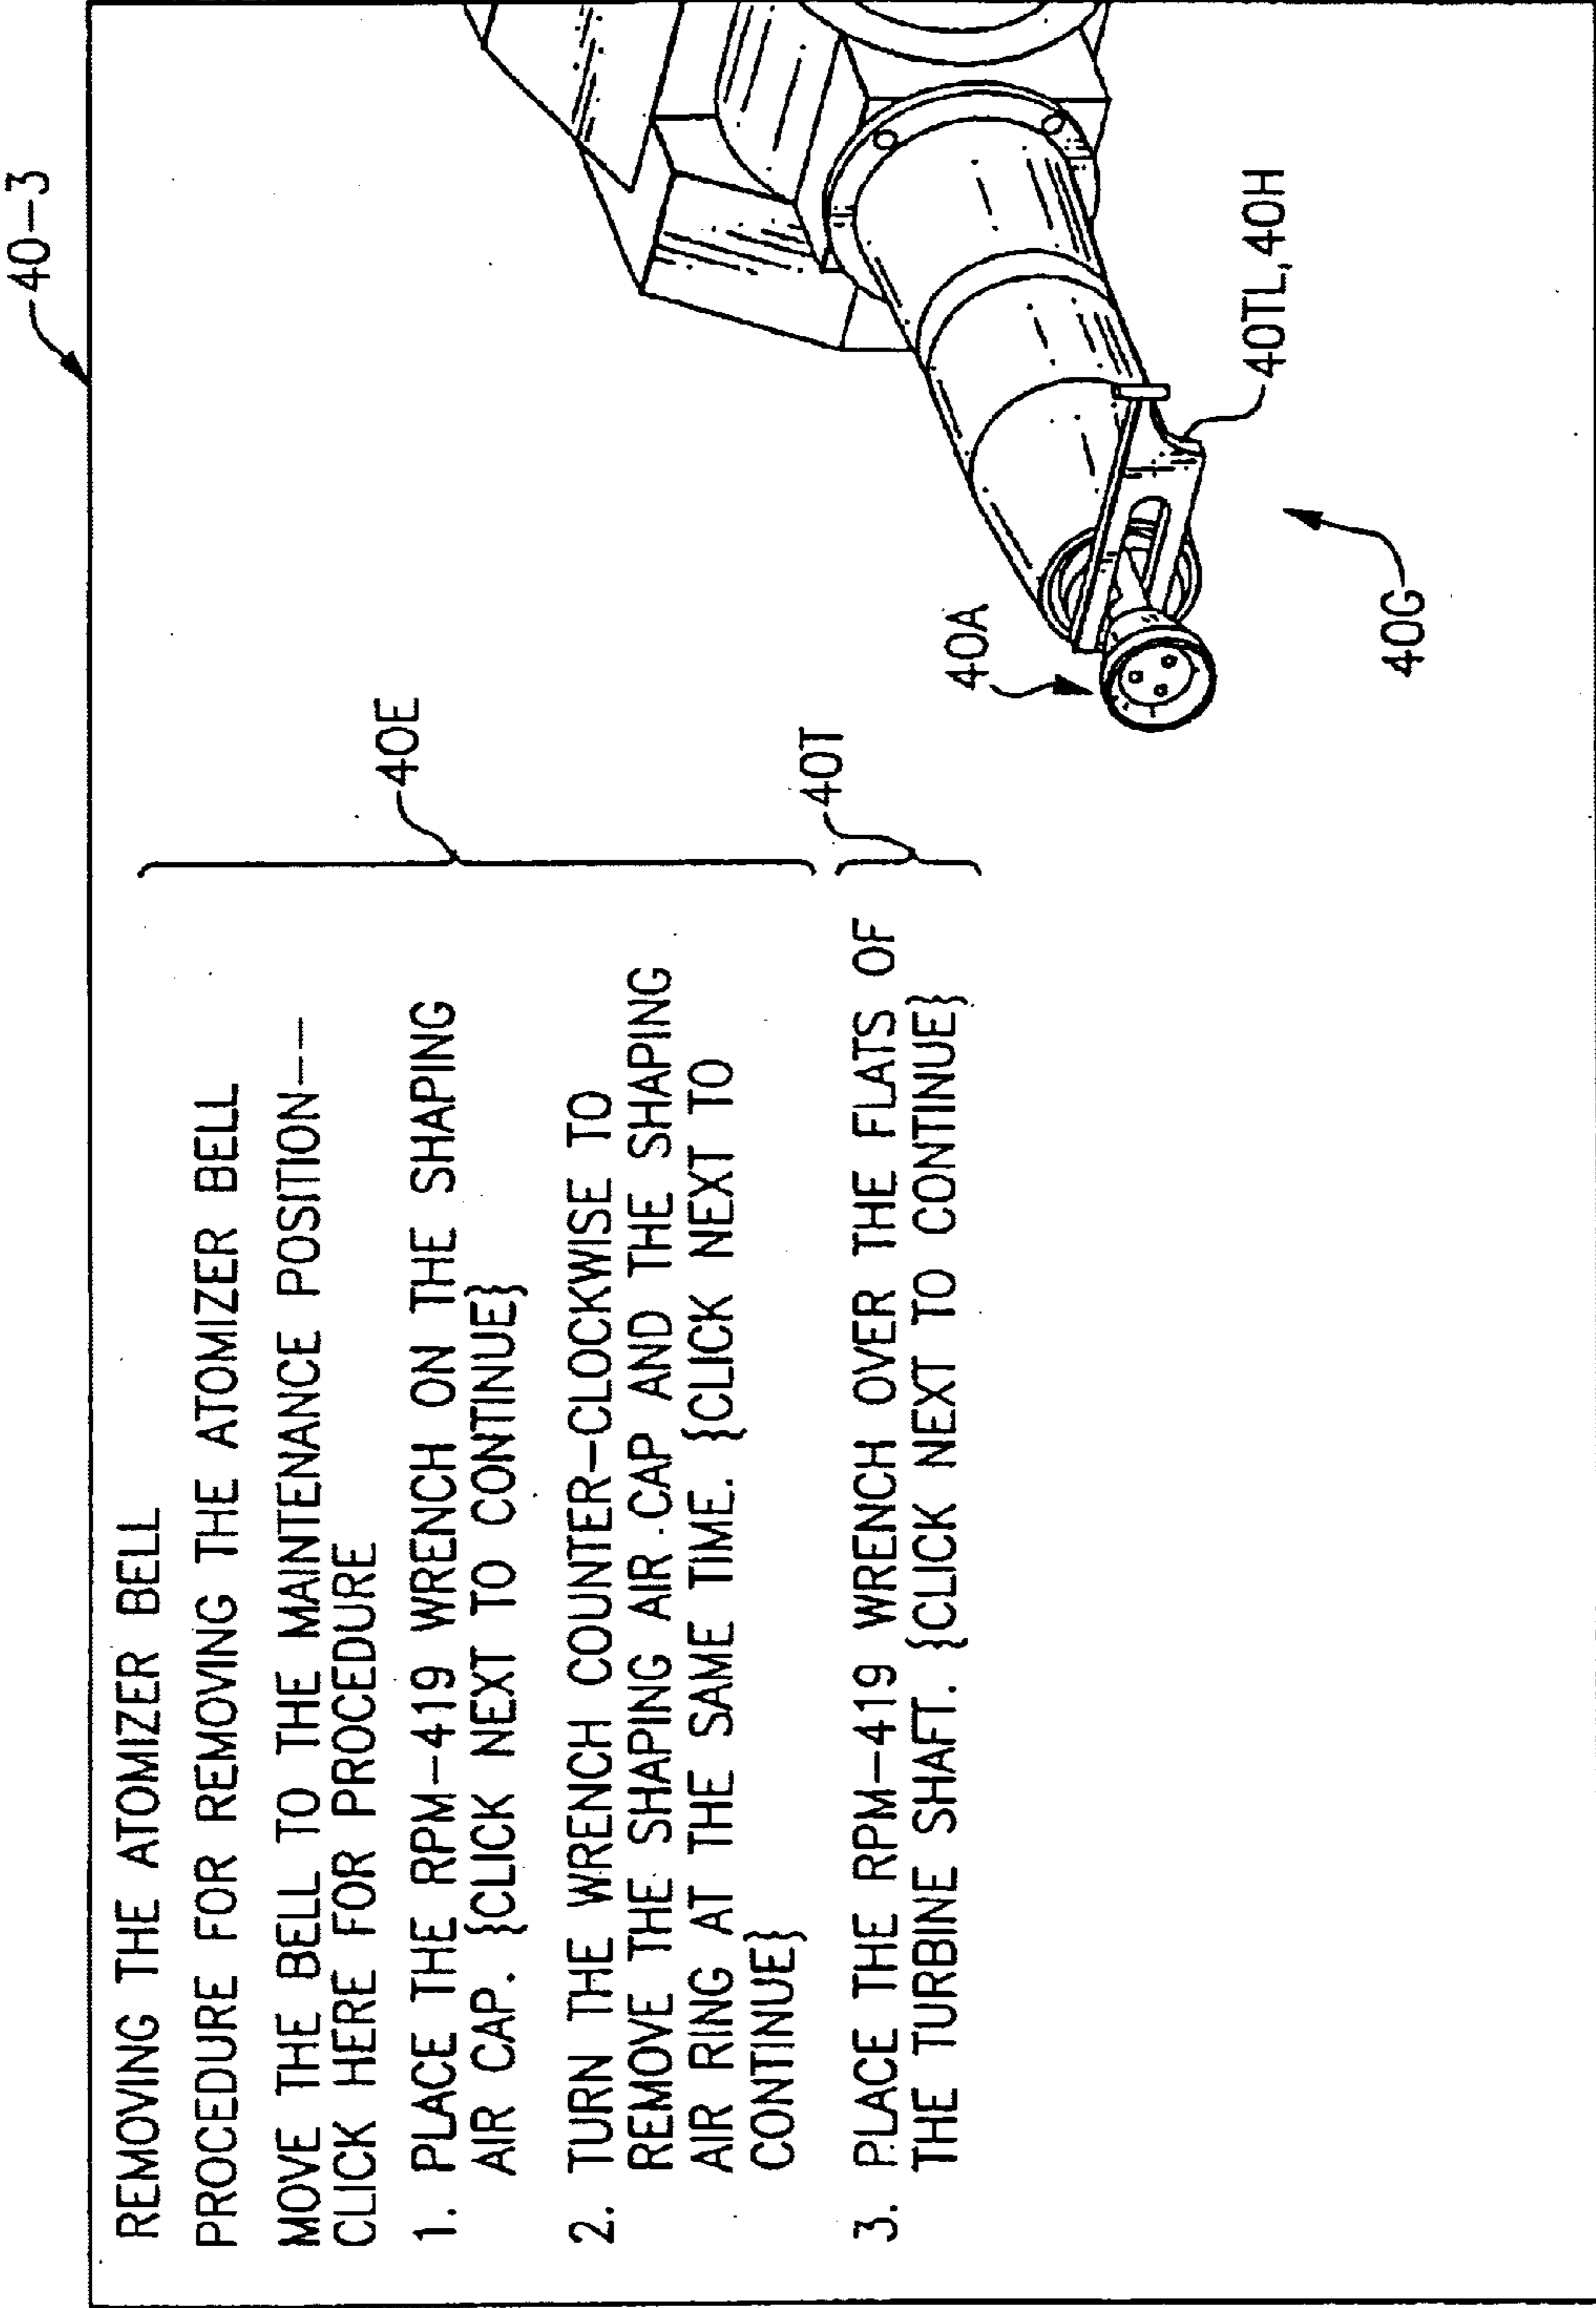 40-3
REMOVING THE ATOMIZER BELL
PROCEDURE FOR REMOVING THE ATOMIZER BELL
MOVE THE BELL TO THE MAINTENANCE POSITION--
CLICK HERE FOR PROCEDURE
1. PLACE THE RPM-419 WRENCH ON THE SHAPING
AIR CAP. {CLICK NEXT TO CONTINUE}
2. TURN THE WRENCH COUNTER-CLOCKWISE TO
REMOVE THE SHAPING AIR CAP AND THE SHAPING
AIR RING AT THE SAME TIME. {CLICK NEXT TO
CONTINUE}
3. PLACE THE RPM-419 WRENCH OVER THE FLATS OF
THE TURBINE SHAFT. {CLICK NEXT TO CONTINUE}
40E
40T
40A
40TL,40H
40G